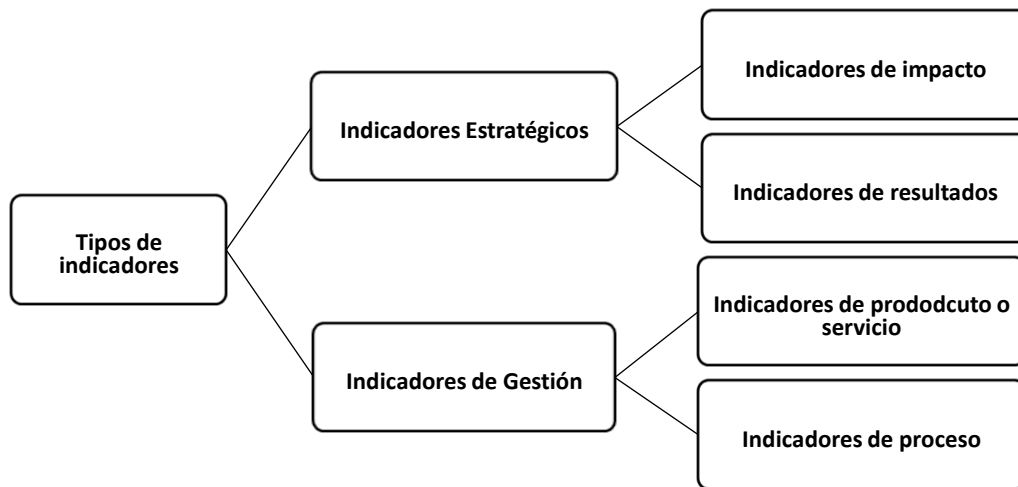 Tipos de
indicadores
Indicadores Estratégicos
Indicadores de impacto
Indicadores de resultados
Indicadores de Gestión
Indicadores de prododcuto o
servicio
Indicadores de proceso